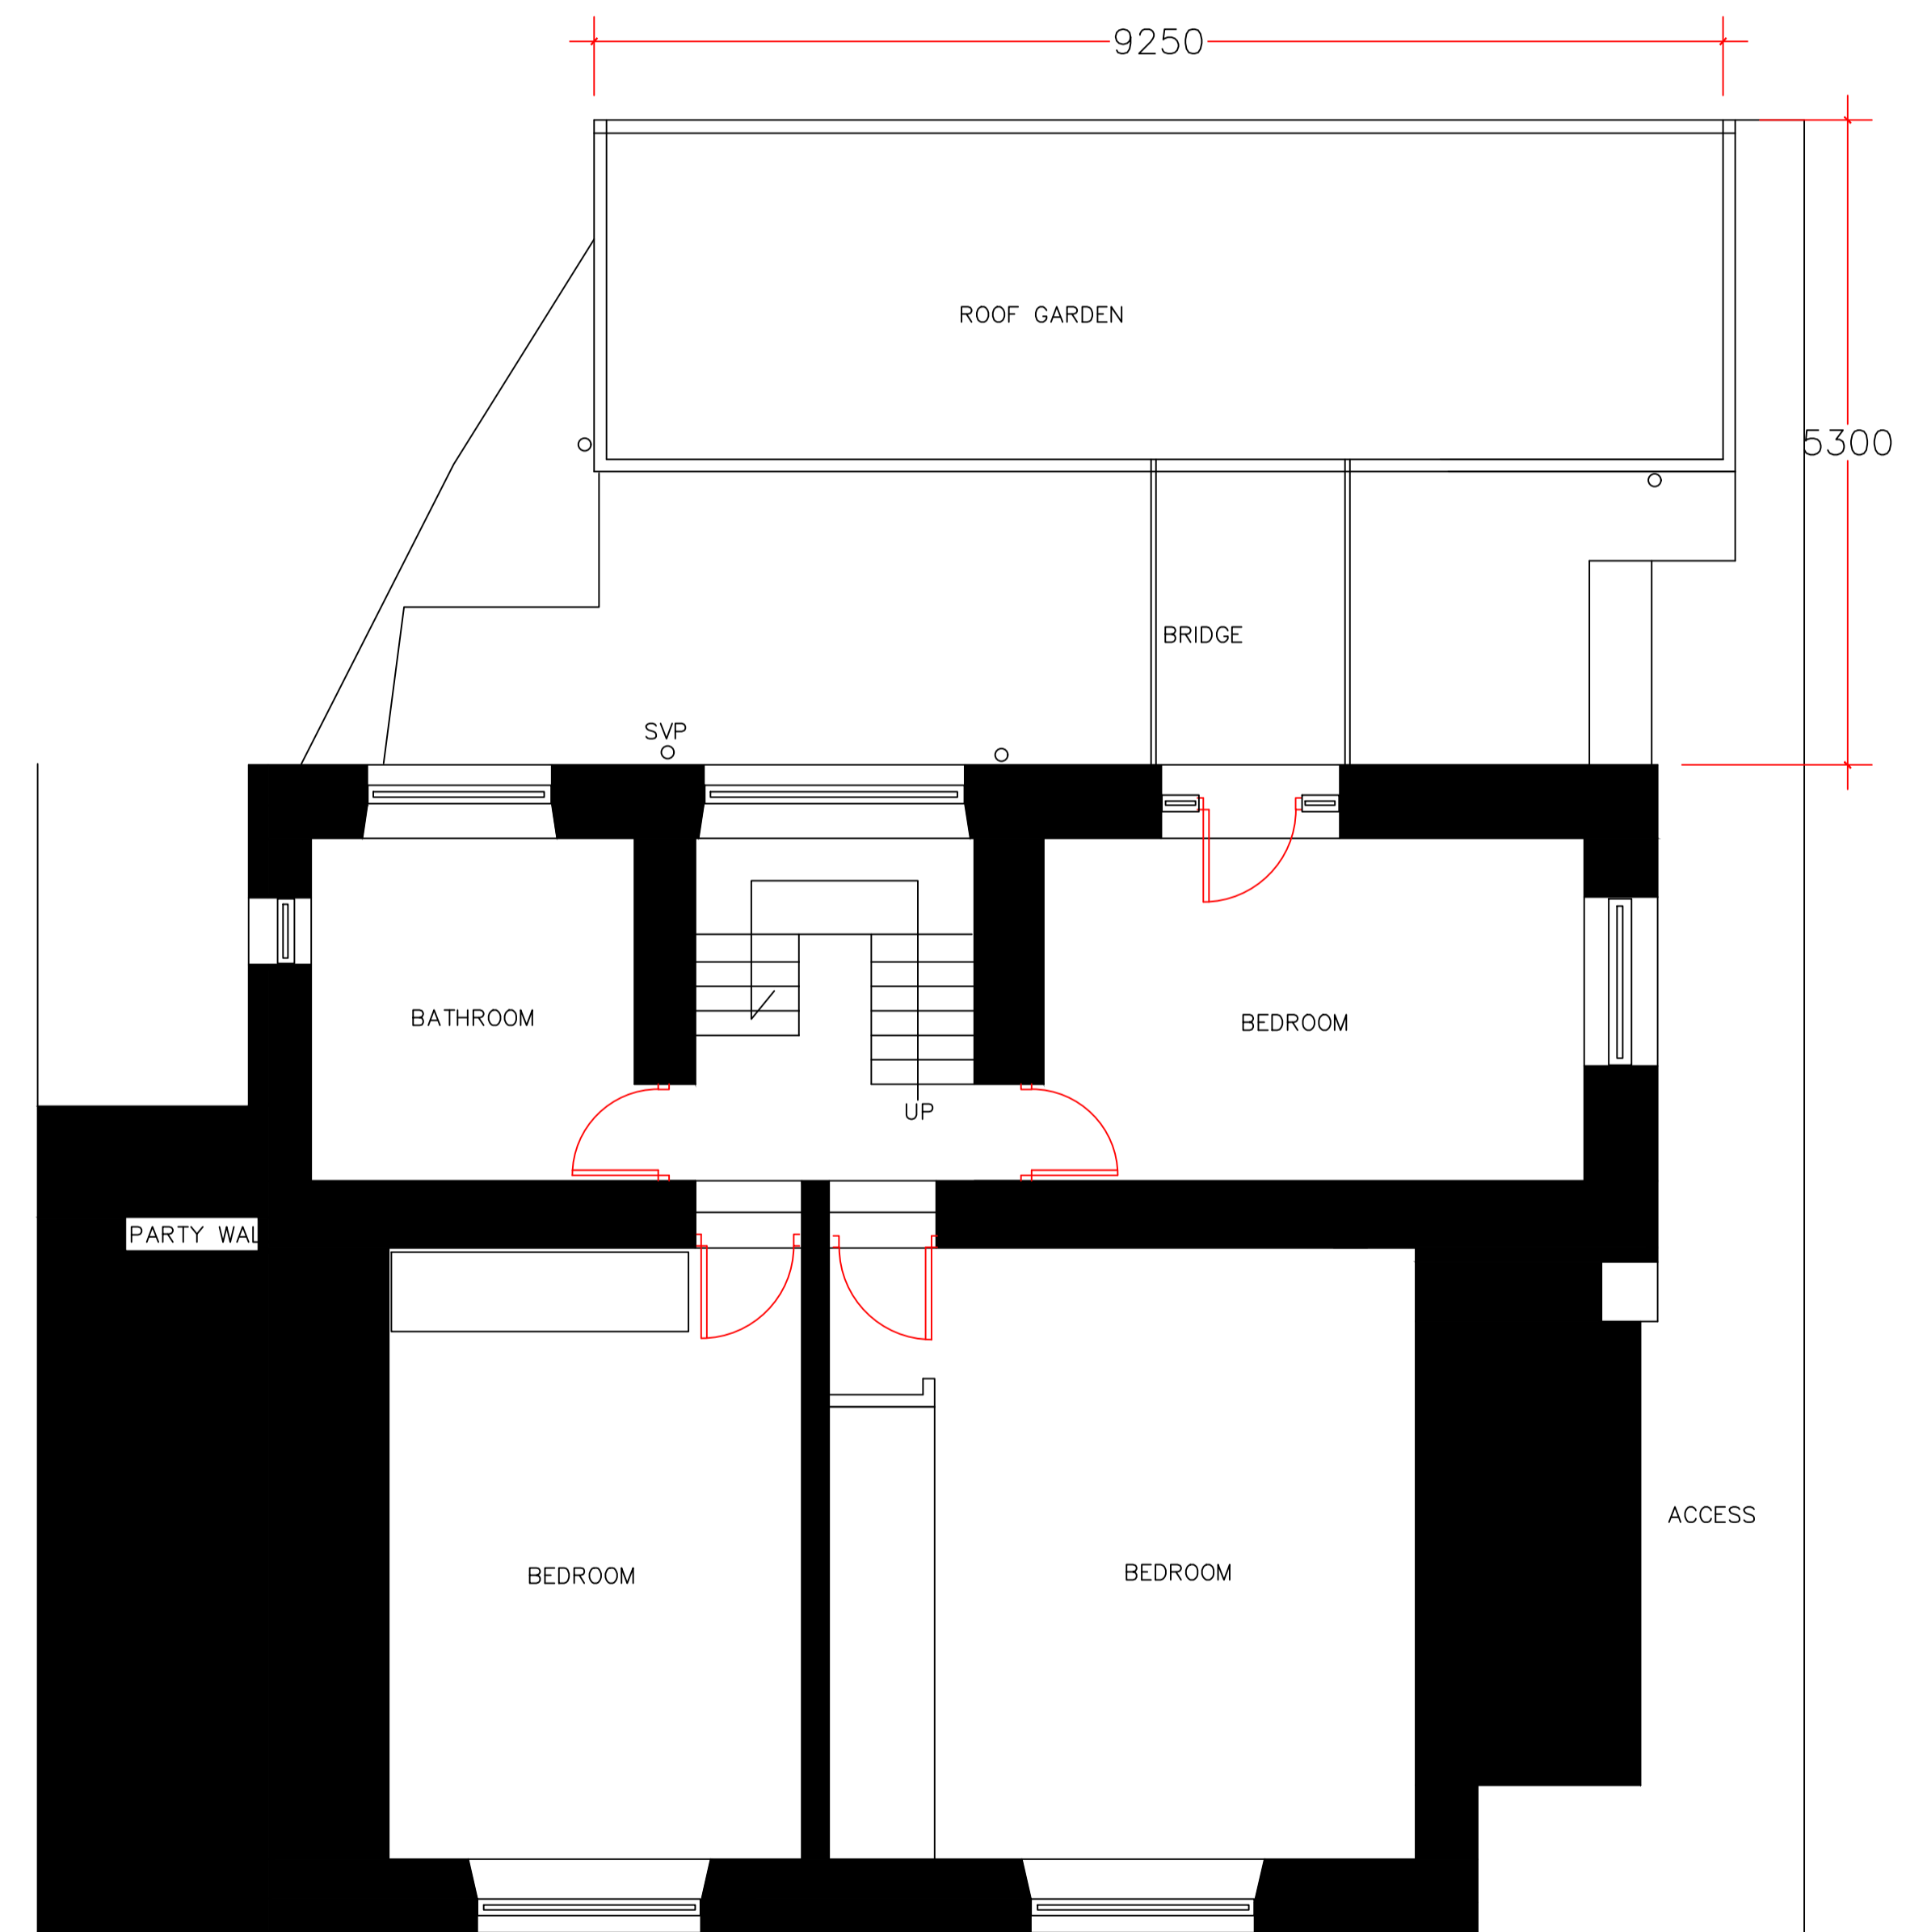 9250
ROOF GARDEN
5300
BRIDGE
SVP
BATHROOM
BEDROOM
UP
PARTY WAL
BEDROOM
BEDROOM
ACCESS